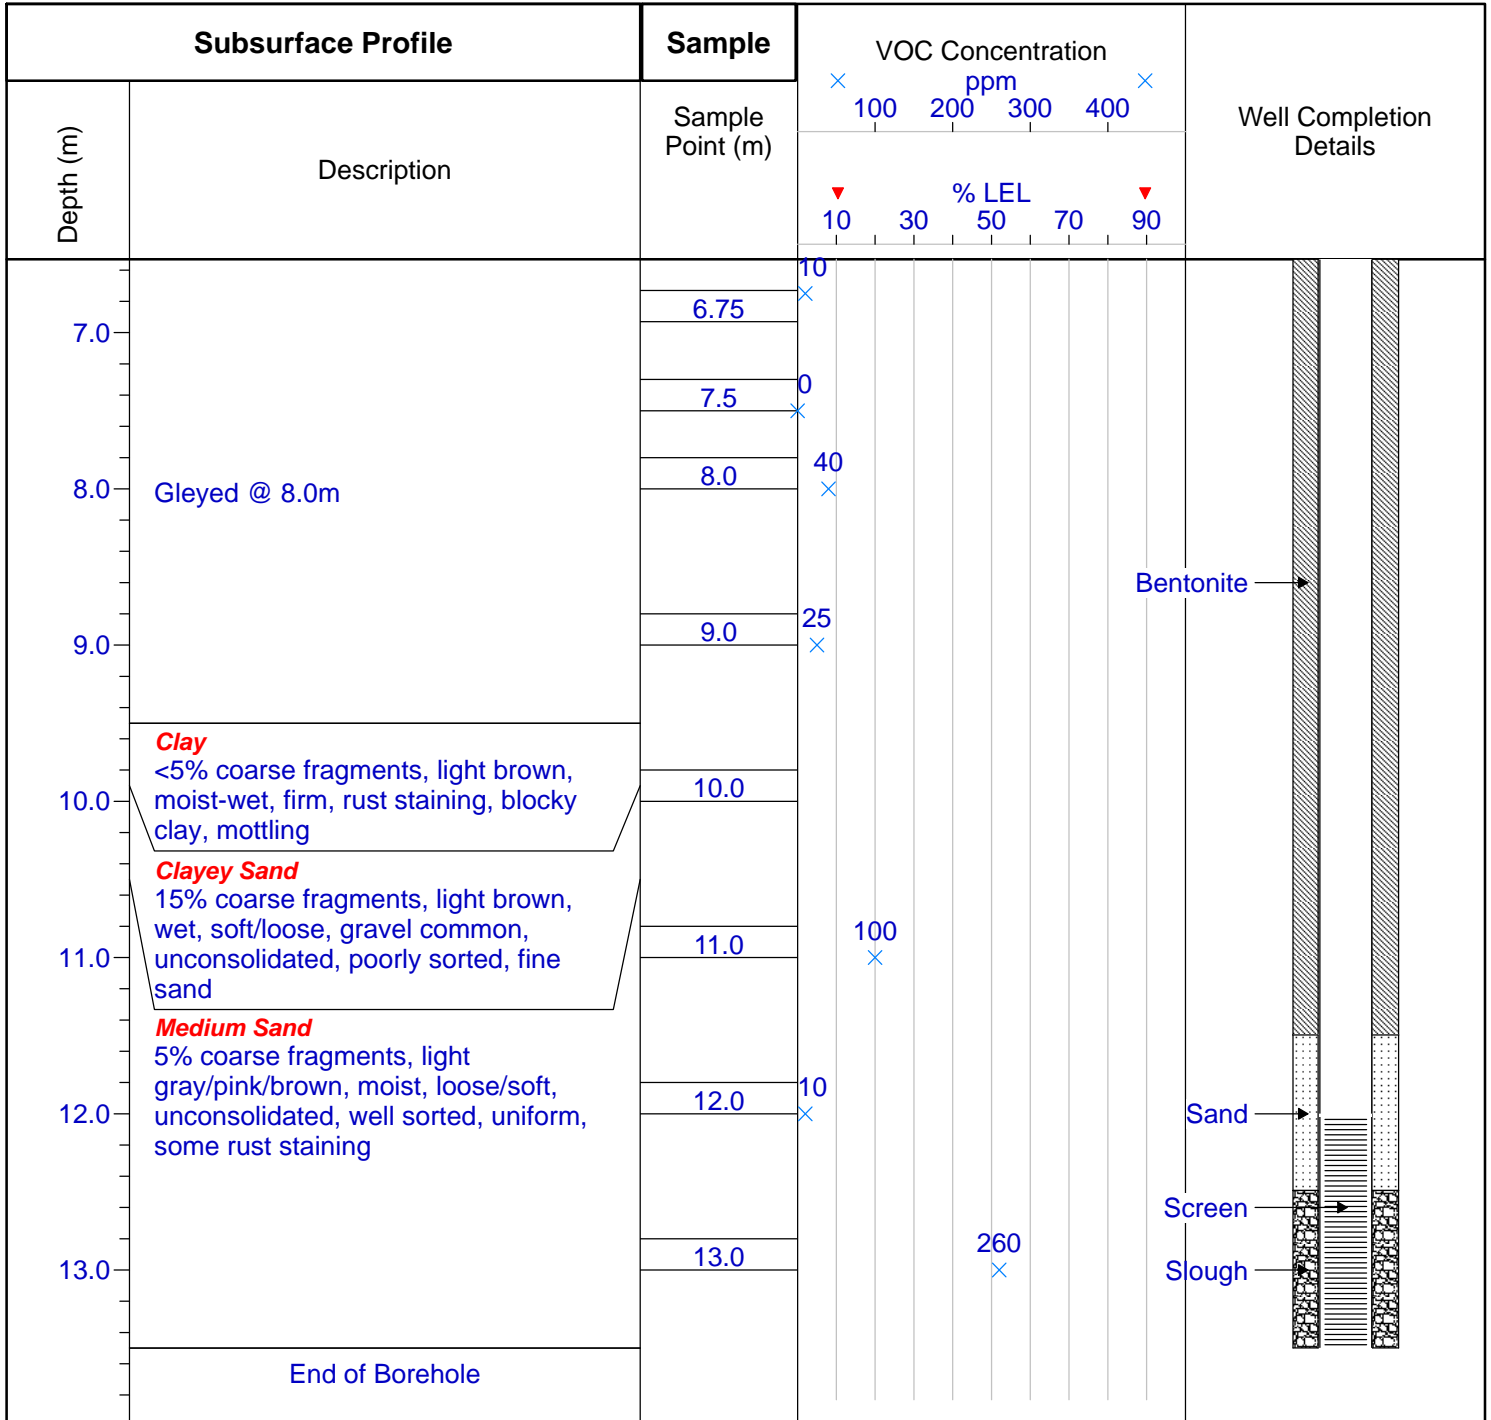 Subsurface Profile
Sample
VOC Concentration
ppm
100 200 300 400
% LEL
10 30 50 70 90
Depth (m)
Description
Sample
Point (m)
Well Completion
Details
10
6.75
7.0
0
7.5
40
8.0
8.0
Gleyed @ 8.0m
Bentonite
25
9.0
9.0
Clay
<5% coarse fragments, light brown,
moist-wet, firm, rust staining, blocky
clay, mottling
10.0
10.0
Clayey Sand
15% coarse fragments, light brown,
wet, soft/loose, gravel common,
unconsolidated, poorly sorted, fine
sand
100
11.0
11.0
Medium Sand
5% coarse fragments, light
gray/pink/brown, moist, loose/soft,
unconsolidated, well sorted, uniform,
some rust staining
10
12.0
12.0
Sand
Screen
260
13.0
13.0
Slough
End of Borehole